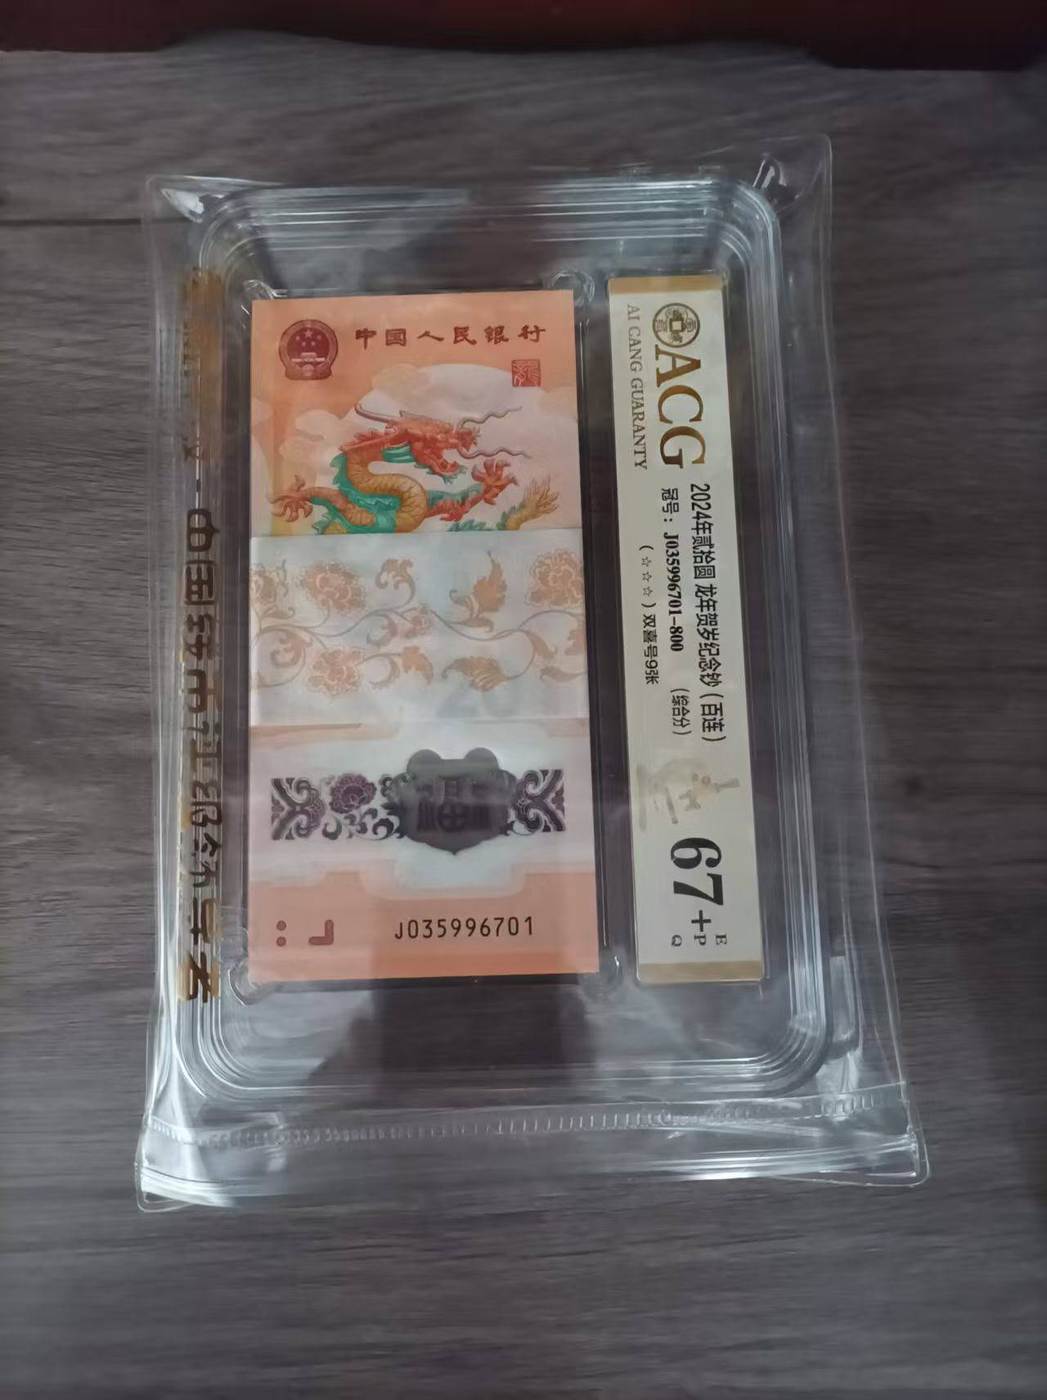 中国人民银行
J035996701
ACG
AI CANG GUARANTY
2024年贰拾圆 龙年贺岁纪念钞（百连）
冠号：J035996701-800 （综合分）
（☆☆☆）双喜号9张
67+
E
P
Q